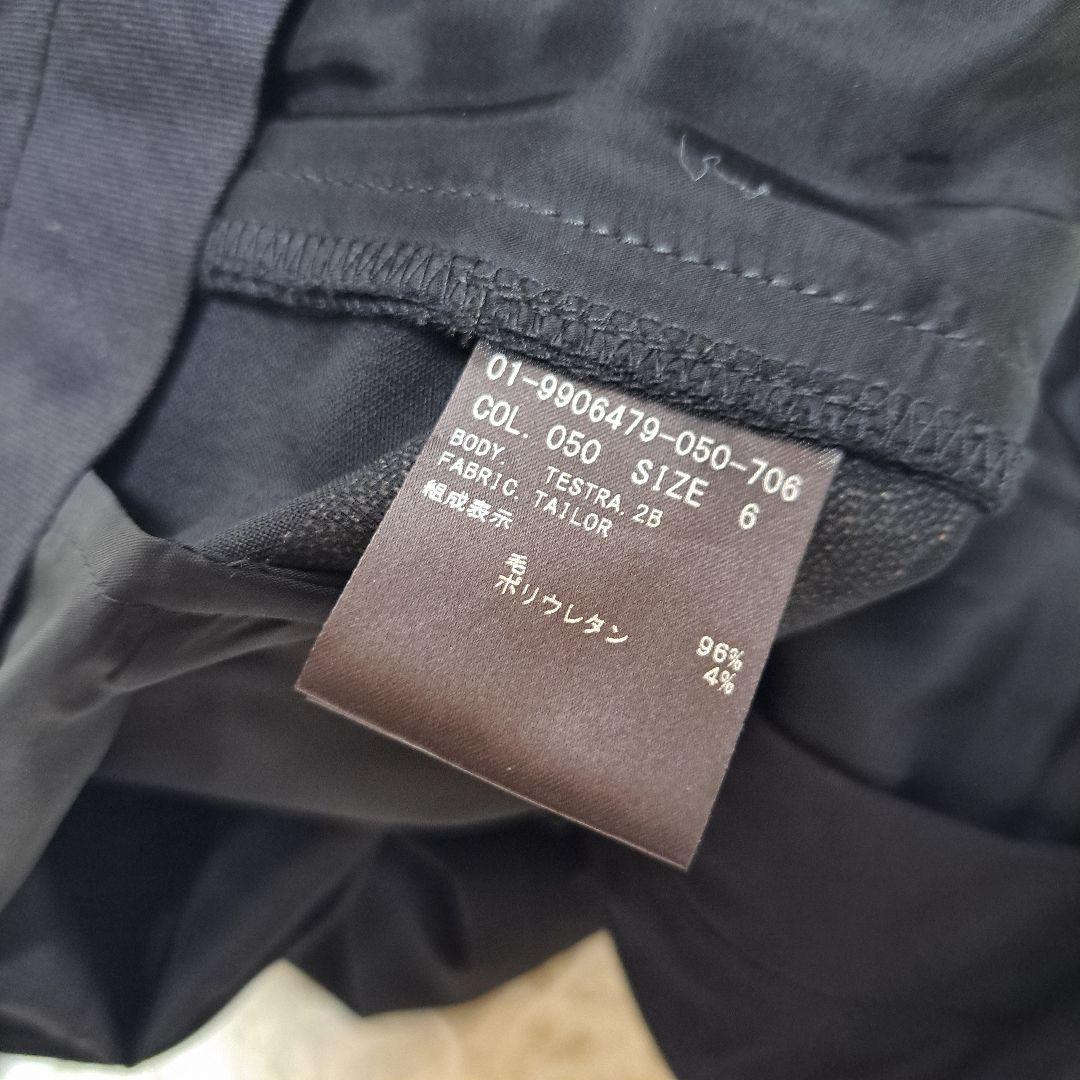 01-9906479-050-706
COL. 050 SIZE 6
BODY. TESTRA.2B
FABRIC. TAILOR
組成表示
毛 96%
ポリウレタン 4%